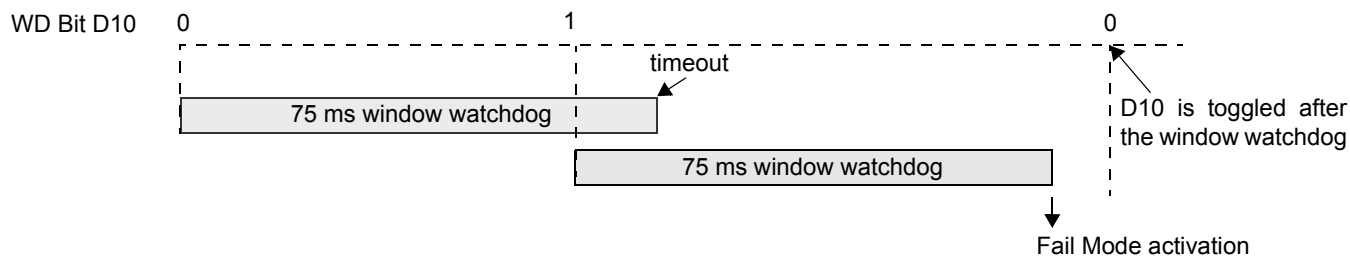 WD Bit D10 0 1 0
timeout
75 ms window watchdog
D10 is toggled after
the window watchdog
75 ms window watchdog
Fail Mode activation